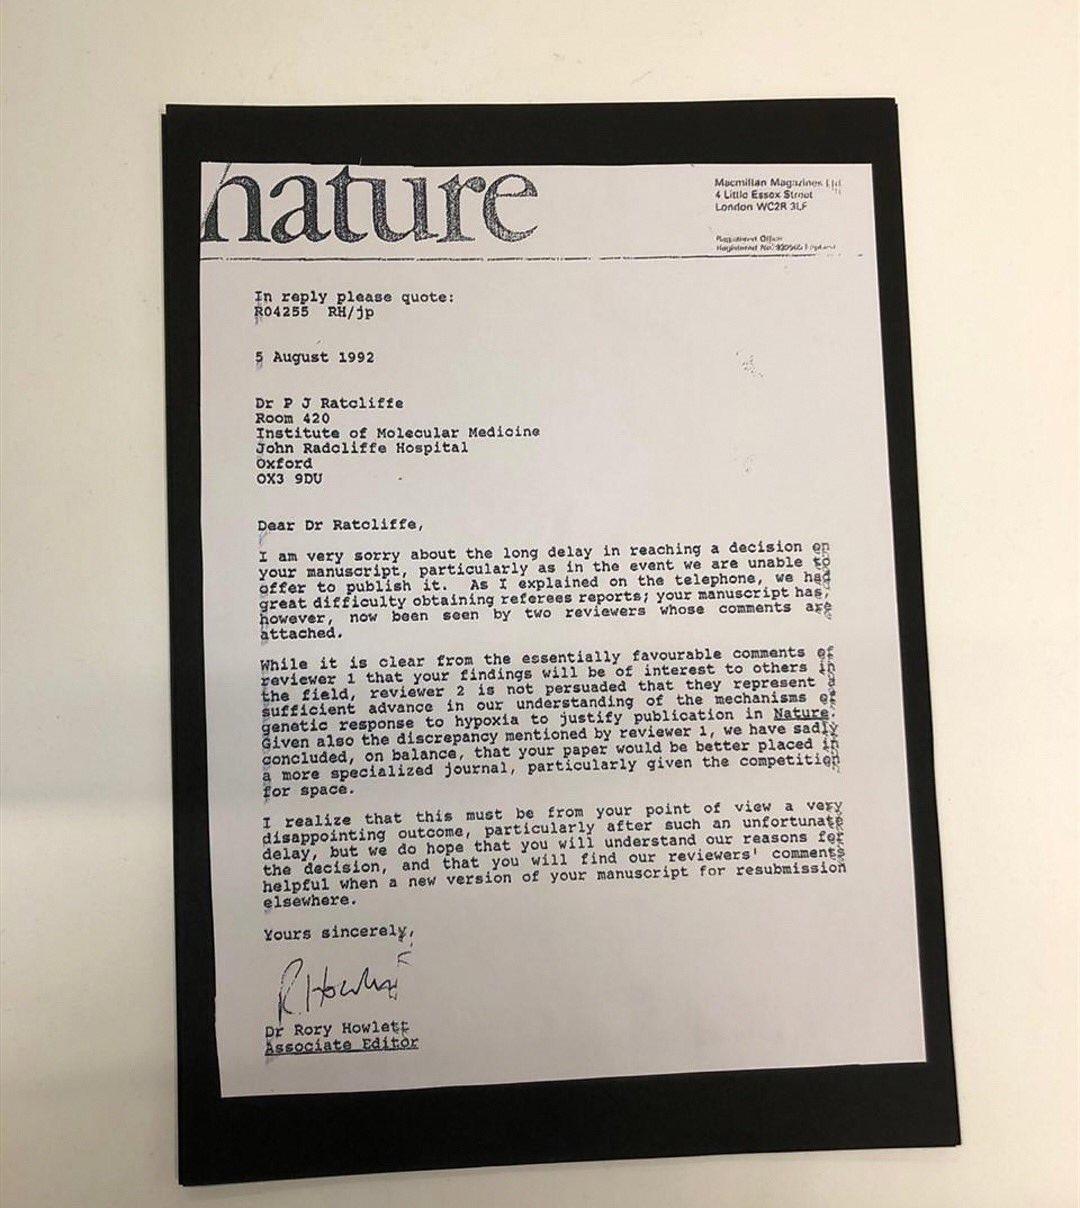 nature
Macmillan Magazines Ltd
4 Little Essex Street
London WC2R 3LF
Registered Office
In reply please quote:
R04255 RH/jp
5 August 1992
Dr P J Ratcliffe
Room 420
Institute of Molecular Medicine
John Radcliffe Hospital
Oxford
OX3 9DU
Dear Dr Ratcliffe,
I am very sorry about the long delay in reaching a decision on
your manuscript, particularly as in the event we are unable to
offer to publish it. As I explained on the telephone, we had
great difficulty obtaining referees reports; your manuscript has,
however, now been seen by two reviewers whose comments are
attached.
While it is clear from the essentially favourable comments of
reviewer 1 that your findings will be of interest to others in
the field, reviewer 2 is not persuaded that they represent a
sufficient advance in our understanding of the mechanisms of
genetic response to hypoxia to justify publication in Nature.
Given also the discrepancy mentioned by reviewer 1, we have sadly
concluded, on balance, that your paper would be better placed in
a more specialized journal, particularly given the competition
for space.
I realize that this must be from your point of view a very
disappointing outcome, particularly after such an unfortunate
delay, but we do hope that you will understand our reasons for
the decision, and that you will find our reviewers' comments
helpful when a new version of your manuscript for resubmission
elsewhere.
Yours sincerely,
R. Howlett
Dr Rory Howlett
Associate Editor